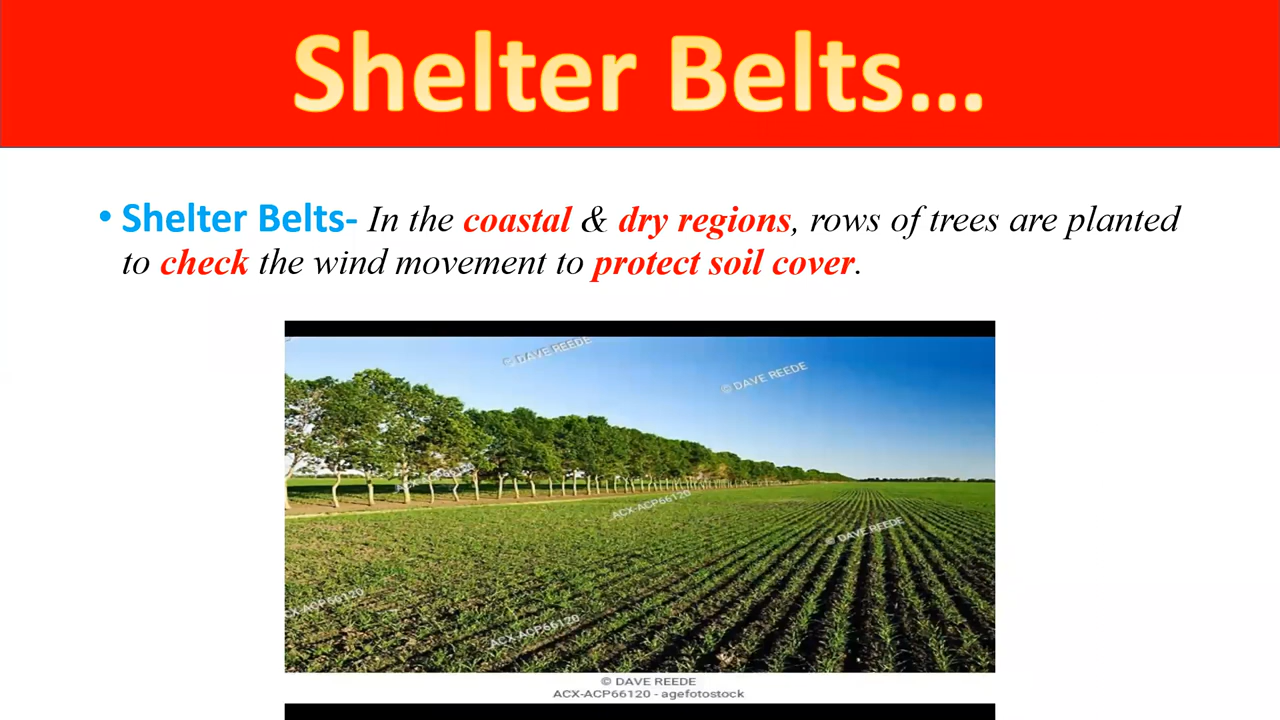 Shelter Belts...
• Shelter Belts- In the coastal & dry regions, rows of trees are planted
to check the wind movement to protect soil cover.
© DAVE REEDE
© DAVE REEDE
ACX-ACP66120
© DAVE REEDE
ACX-ACP66120
ACX-ACP66120
© DAVE REEDE
ACX-ACP66120 - agefotostock